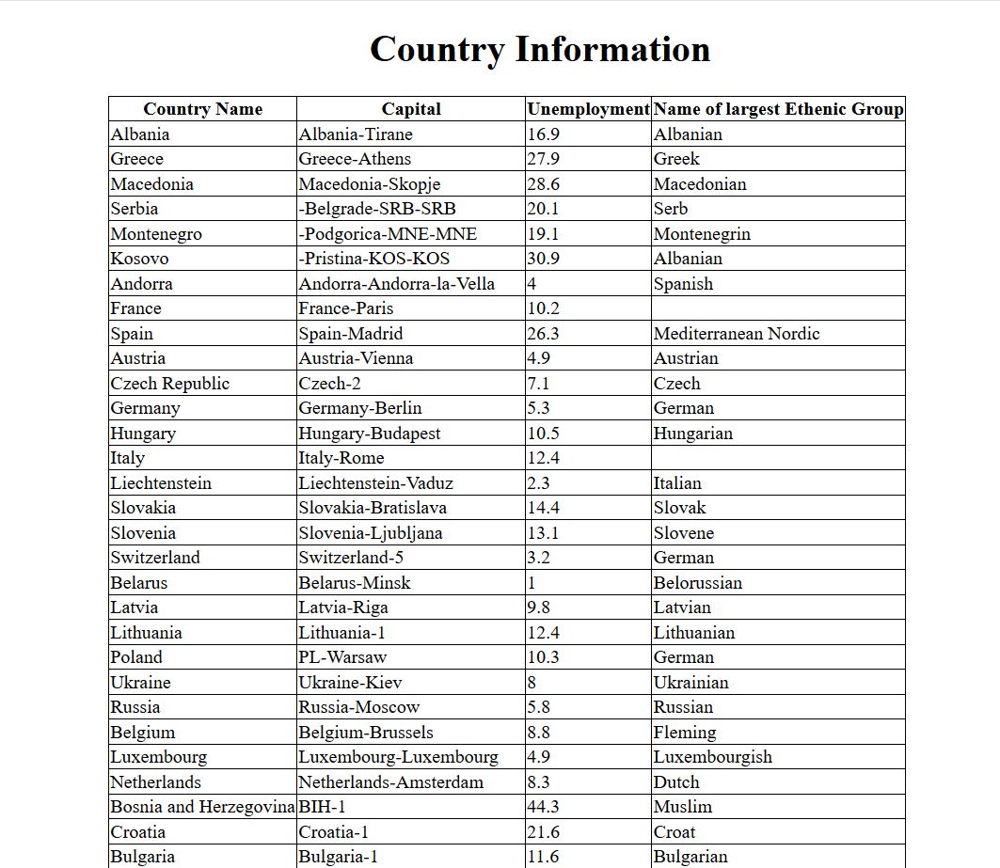 Country Information
Country Name Capital Unemployment Name of largest Ethenic Group
Albania Albania-Tirane 16.9 Albanian
Greece Greece-Athens 27.9 Greek
Macedonia Macedonia-Skopje 28.6 Macedonian
Serbia -Belgrade-SRB-SRB 20.1 Serb
Montenegro -Podgorica-MNE-MNE 19.1 Montenegrin
Kosovo -Pristina-KOS-KOS 30.9 Albanian
Andorra Andorra-Andorra-la-Vella 4 Spanish
France France-Paris 10.2
Spain Spain-Madrid 26.3 Mediterranean Nordic
Austria Austria-Vienna 4.9 Austrian
Czech Republic Czech-2 7.1 Czech
Germany Germany-Berlin 5.3 German
Hungary Hungary-Budapest 10.5 Hungarian
Italy Italy-Rome 12.4
Liechtenstein Liechtenstein-Vaduz 2.3 Italian
Slovakia Slovakia-Bratislava 14.4 Slovak
Slovenia Slovenia-Ljubljana 13.1 Slovene
Switzerland Switzerland-5 3.2 German
Belarus Belarus-Minsk 1 Belorussian
Latvia Latvia-Riga 9.8 Latvian
Lithuania Lithuania-1 12.4 Lithuanian
Poland PL-Warsaw 10.3 German
Ukraine Ukraine-Kiev 8 Ukrainian
Russia Russia-Moscow 5.8 Russian
Belgium Belgium-Brussels 8.8 Fleming
Luxembourg Luxembourg-Luxembourg 4.9 Luxembourgish
Netherlands Netherlands-Amsterdam 8.3 Dutch
Bosnia and Herzegovina BIH-1 44.3 Muslim
Croatia Croatia-1 21.6 Croat
Bulgaria Bulgaria-1 11.6 Bulgarian